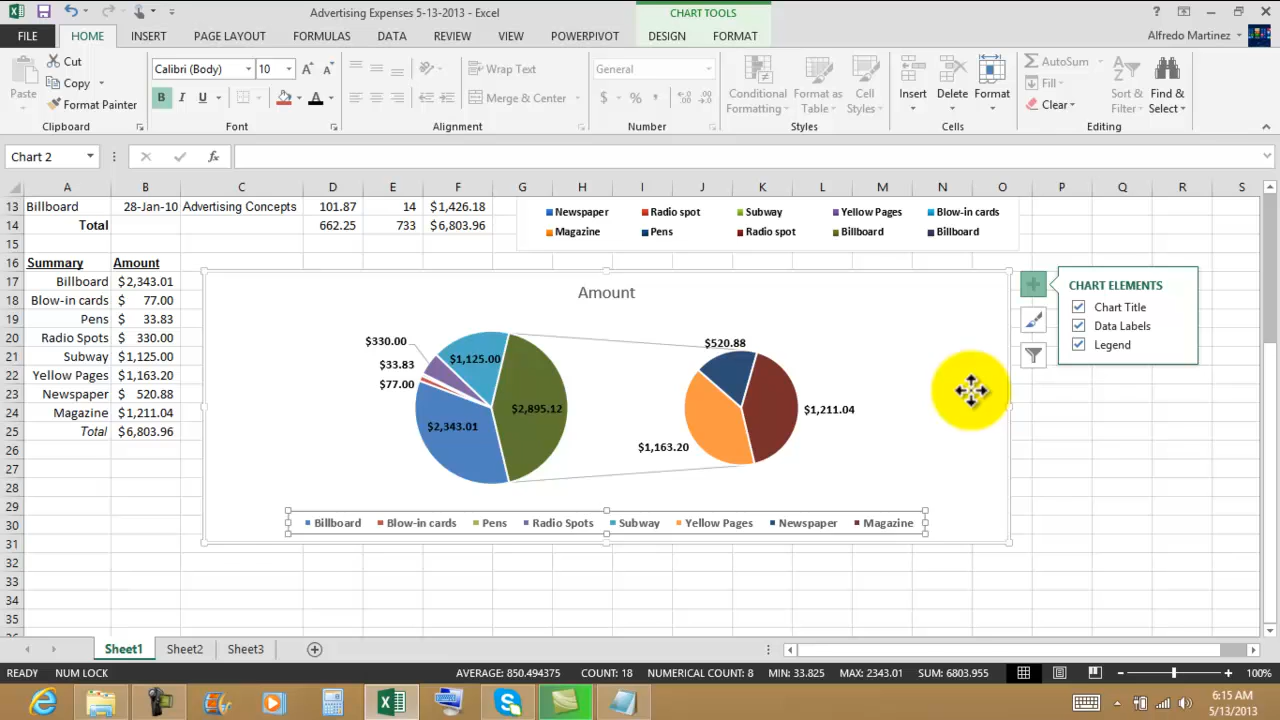 Advertising Expenses 5-13-2013 - Excel
CHART TOOLS
?
FILE HOME INSERT PAGE LAYOUT FORMULAS DATA REVIEW VIEW POWERPIVOT DESIGN FORMAT Alfredo Martinez
Paste
Cut
Copy
Format Painter
Clipboard
Calibri (Body) 10 A A
B I U A
Font
Wrap Text
Merge & Center
Alignment
General
$ % , .00 .0
Number
Conditional Formatting
Format as Table
Cell Styles
Styles
Insert Delete Format
Cells
AutoSum
Fill
Clear
Sort & Filter
Find & Select
Editing
Chart 2 fx
A B C D E F G H I J K L M N O P Q R S
13 Billboard 28-Jan-10 Advertising Concepts 101.87 14 $1,426.18
14 Total 662.25 733 $6,803.96
15
16 Summary Amount
17 Billboard $2,343.01
18 Blow-in cards $ 77.00
19 Pens $ 33.83
20 Radio Spots $ 330.00
21 Subway $1,125.00
22 Yellow Pages $1,163.20
23 Newspaper $ 520.88
24 Magazine $1,211.04
25 Total $6,803.96
26
27
28
29
30
31
32
33
34
35
Newspaper Radio spot Subway Yellow Pages Blow-in cards
Magazine Pens Radio spot Billboard Billboard
Amount
$330.00
$33.83
$77.00
$1,125.00
$2,895.12
$2,343.01
$520.88
$1,211.04
$1,163.20
Billboard Blow-in cards Pens Radio Spots Subway Yellow Pages Newspaper Magazine
CHART ELEMENTS
Chart Title
Data Labels
Legend
Sheet1 Sheet2 Sheet3
READY NUM LOCK AVERAGE: 850.494375 COUNT: 18 NUMERICAL COUNT: 8 MIN: 33.825 MAX: 2343.01 SUM: 6803.955 100%
6:15 AM
5/13/2013